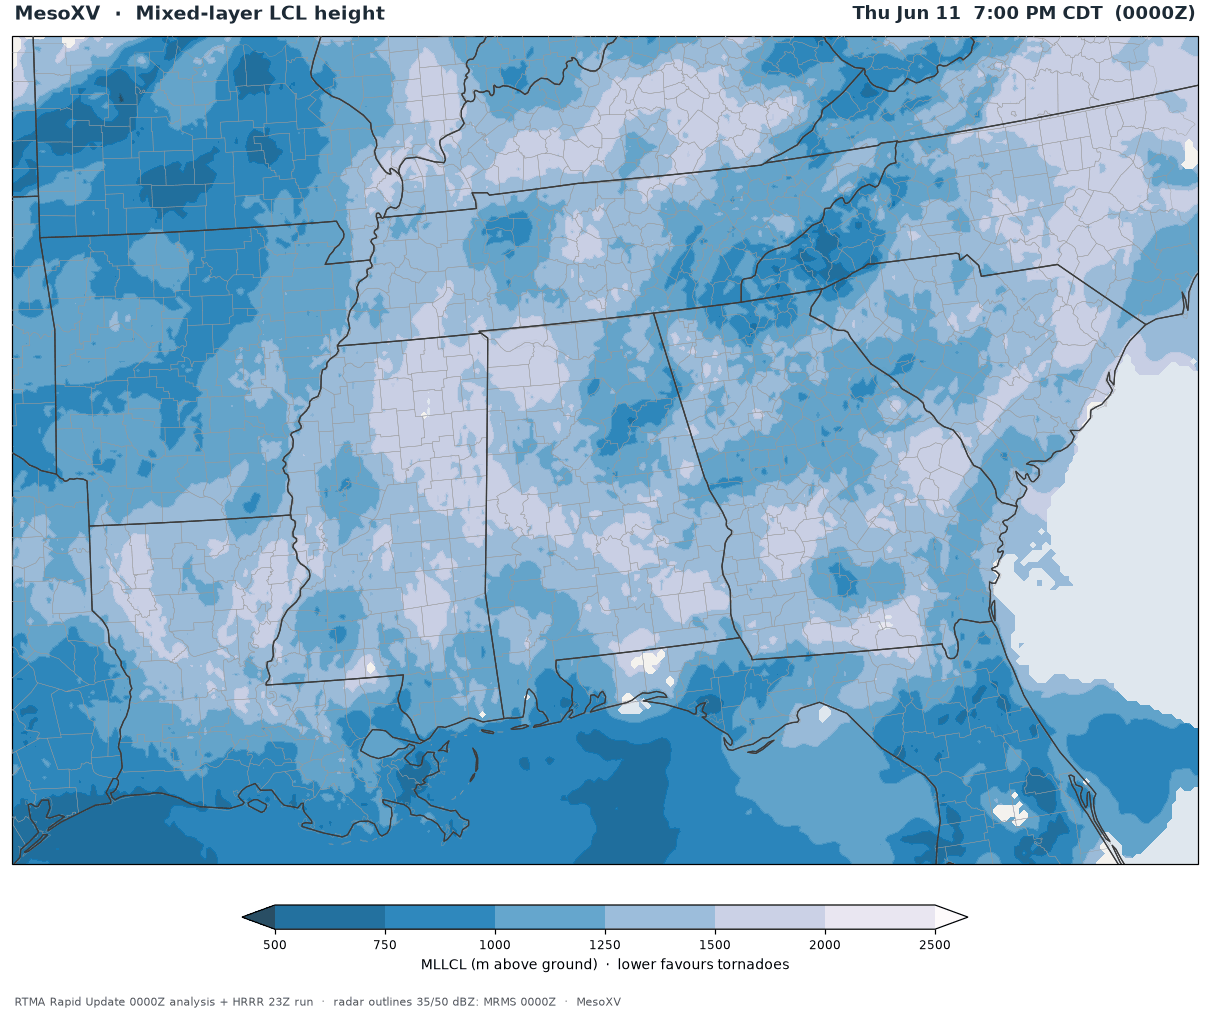 MesoXV · Mixed-layer LCL height
Thu Jun 11 7:00 PM CDT (0000Z)
500 750 1000 1250 1500 2000 2500
MLLCL (m above ground) · lower favours tornadoes
RTMA Rapid Update 0000Z analysis + HRRR 23Z run · radar outlines 35/50 dBZ: MRMS 0000Z · MesoXV